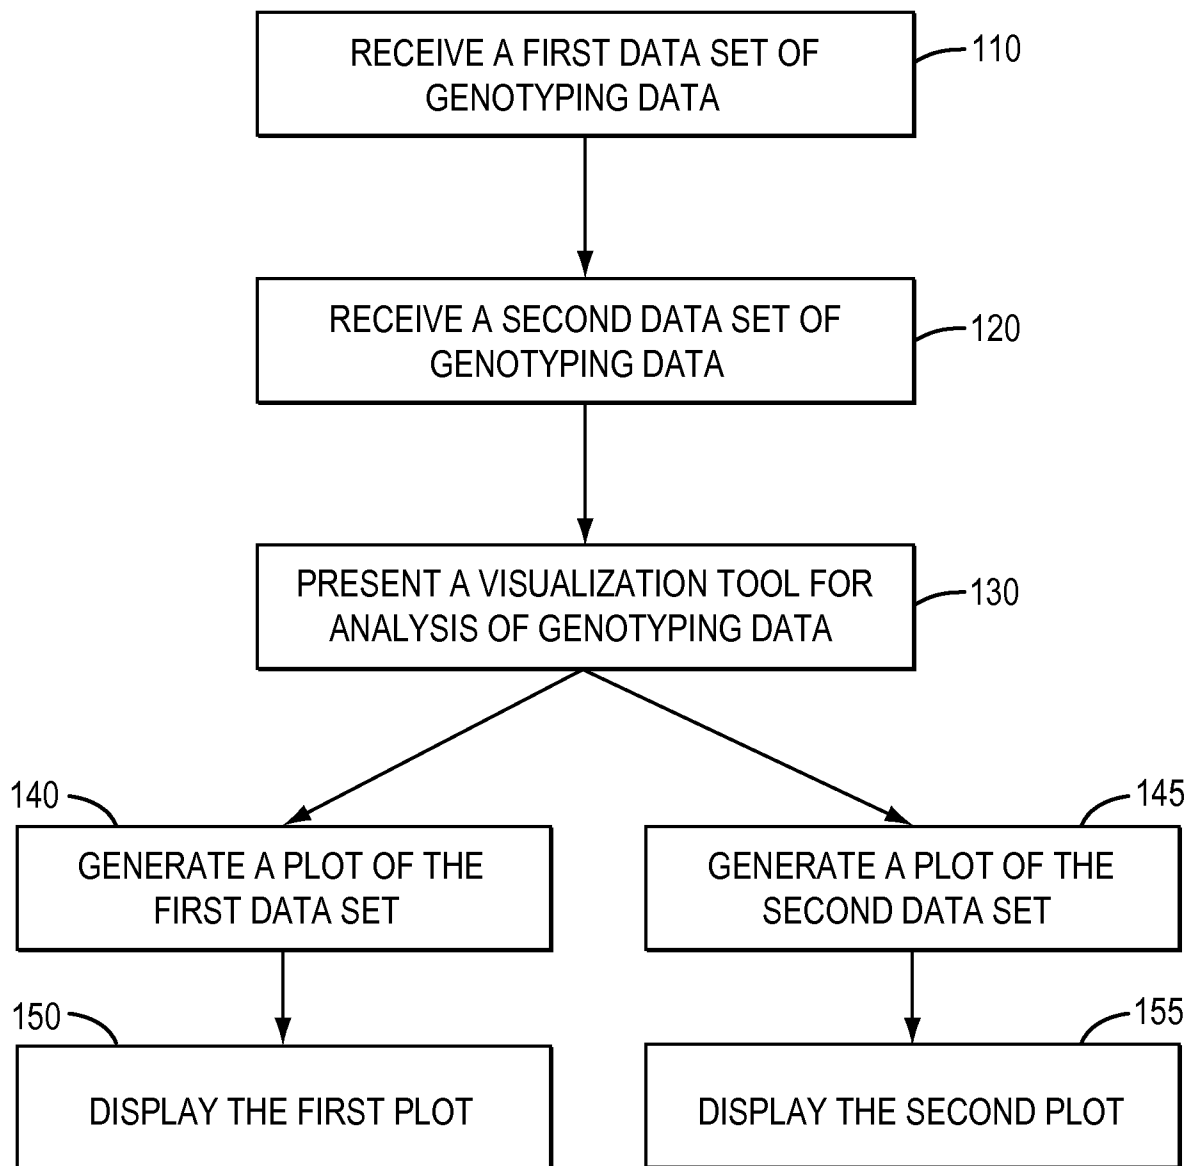 RECEIVE A FIRST DATA SET OF
GENOTYPING DATA
110
RECEIVE A SECOND DATA SET OF
GENOTYPING DATA
120
PRESENT A VISUALIZATION TOOL FOR
ANALYSIS OF GENOTYPING DATA
130
140
GENERATE A PLOT OF THE
FIRST DATA SET
145
GENERATE A PLOT OF THE
SECOND DATA SET
150
DISPLAY THE FIRST PLOT
155
DISPLAY THE SECOND PLOT